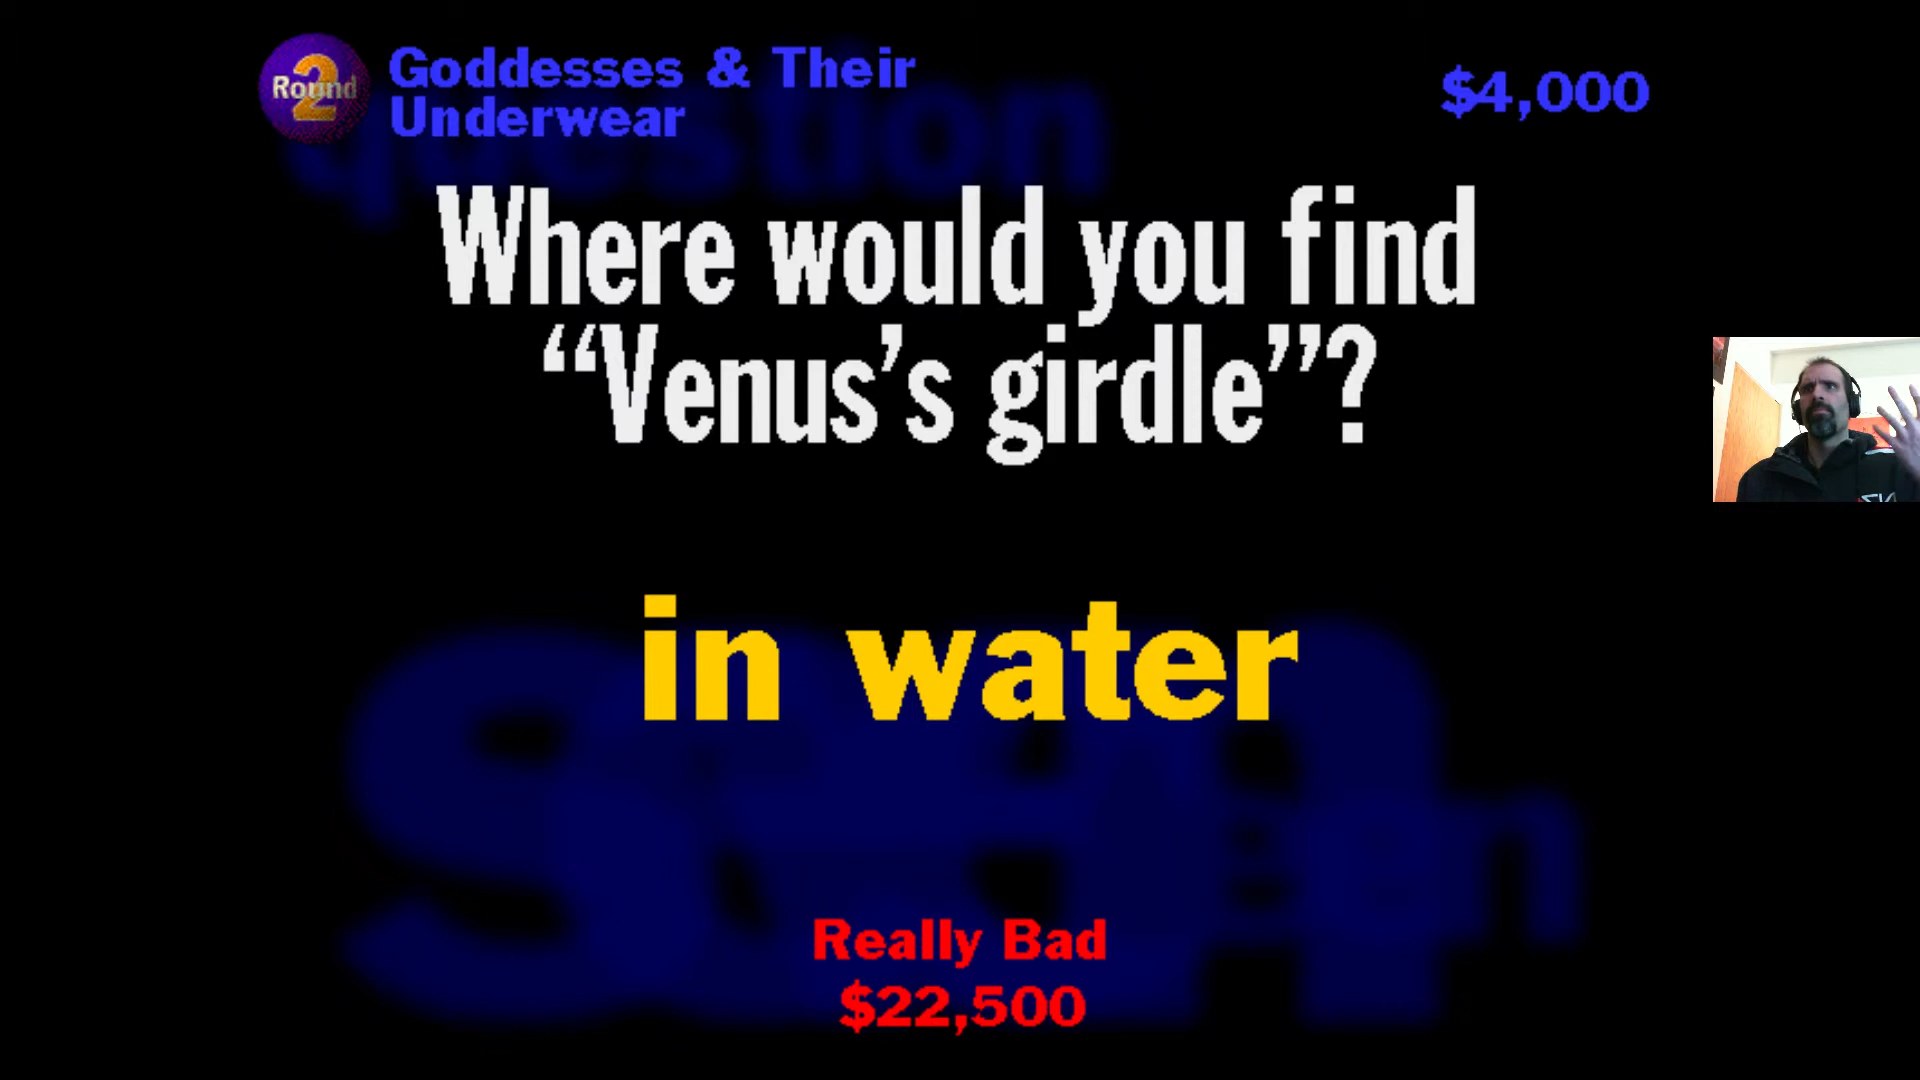 Round 2
Goddesses & Their
Underwear
$4,000
question
Where would you find
“Venus’s girdle”?
in water
Really Bad
$22,500